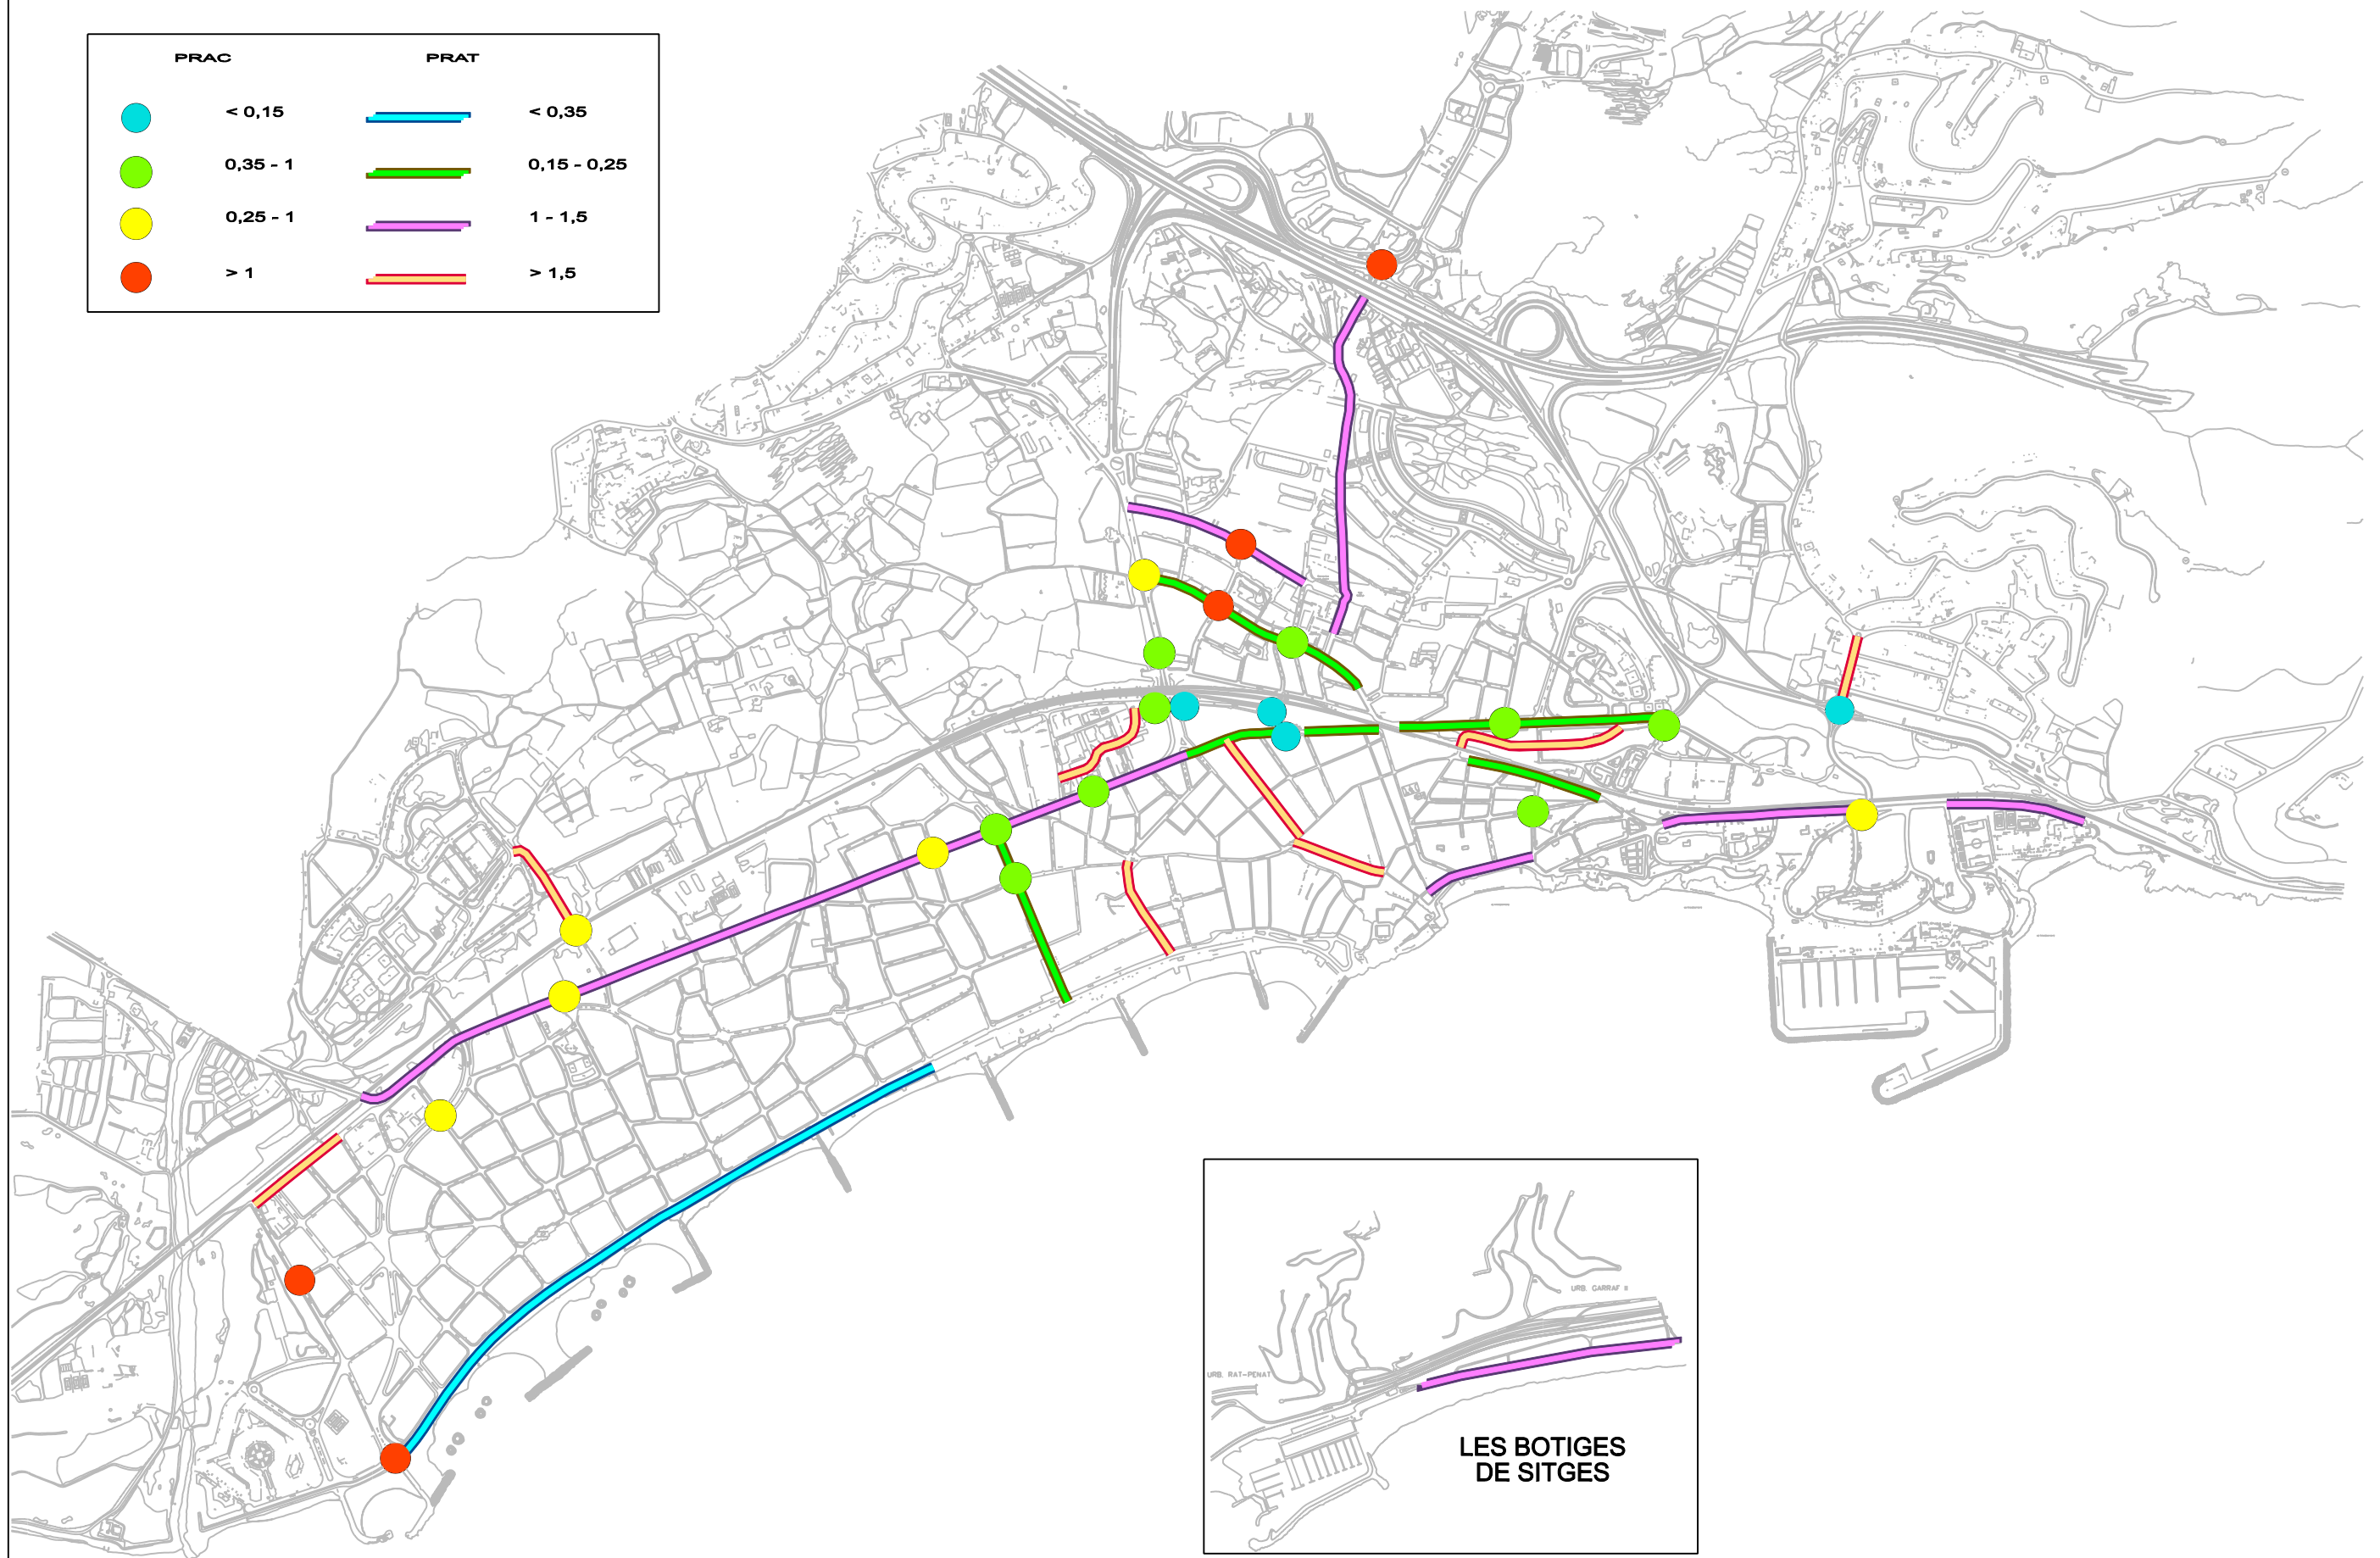 PRAC PRAT
< 0,15 < 0,35
0,35 - 1 0,15 - 0,25
0,25 - 1 1 - 1,5
> 1 > 1,5
URB. GARRAF II
URB. RAT-PENAT
LES BOTIGES
DE SITGES